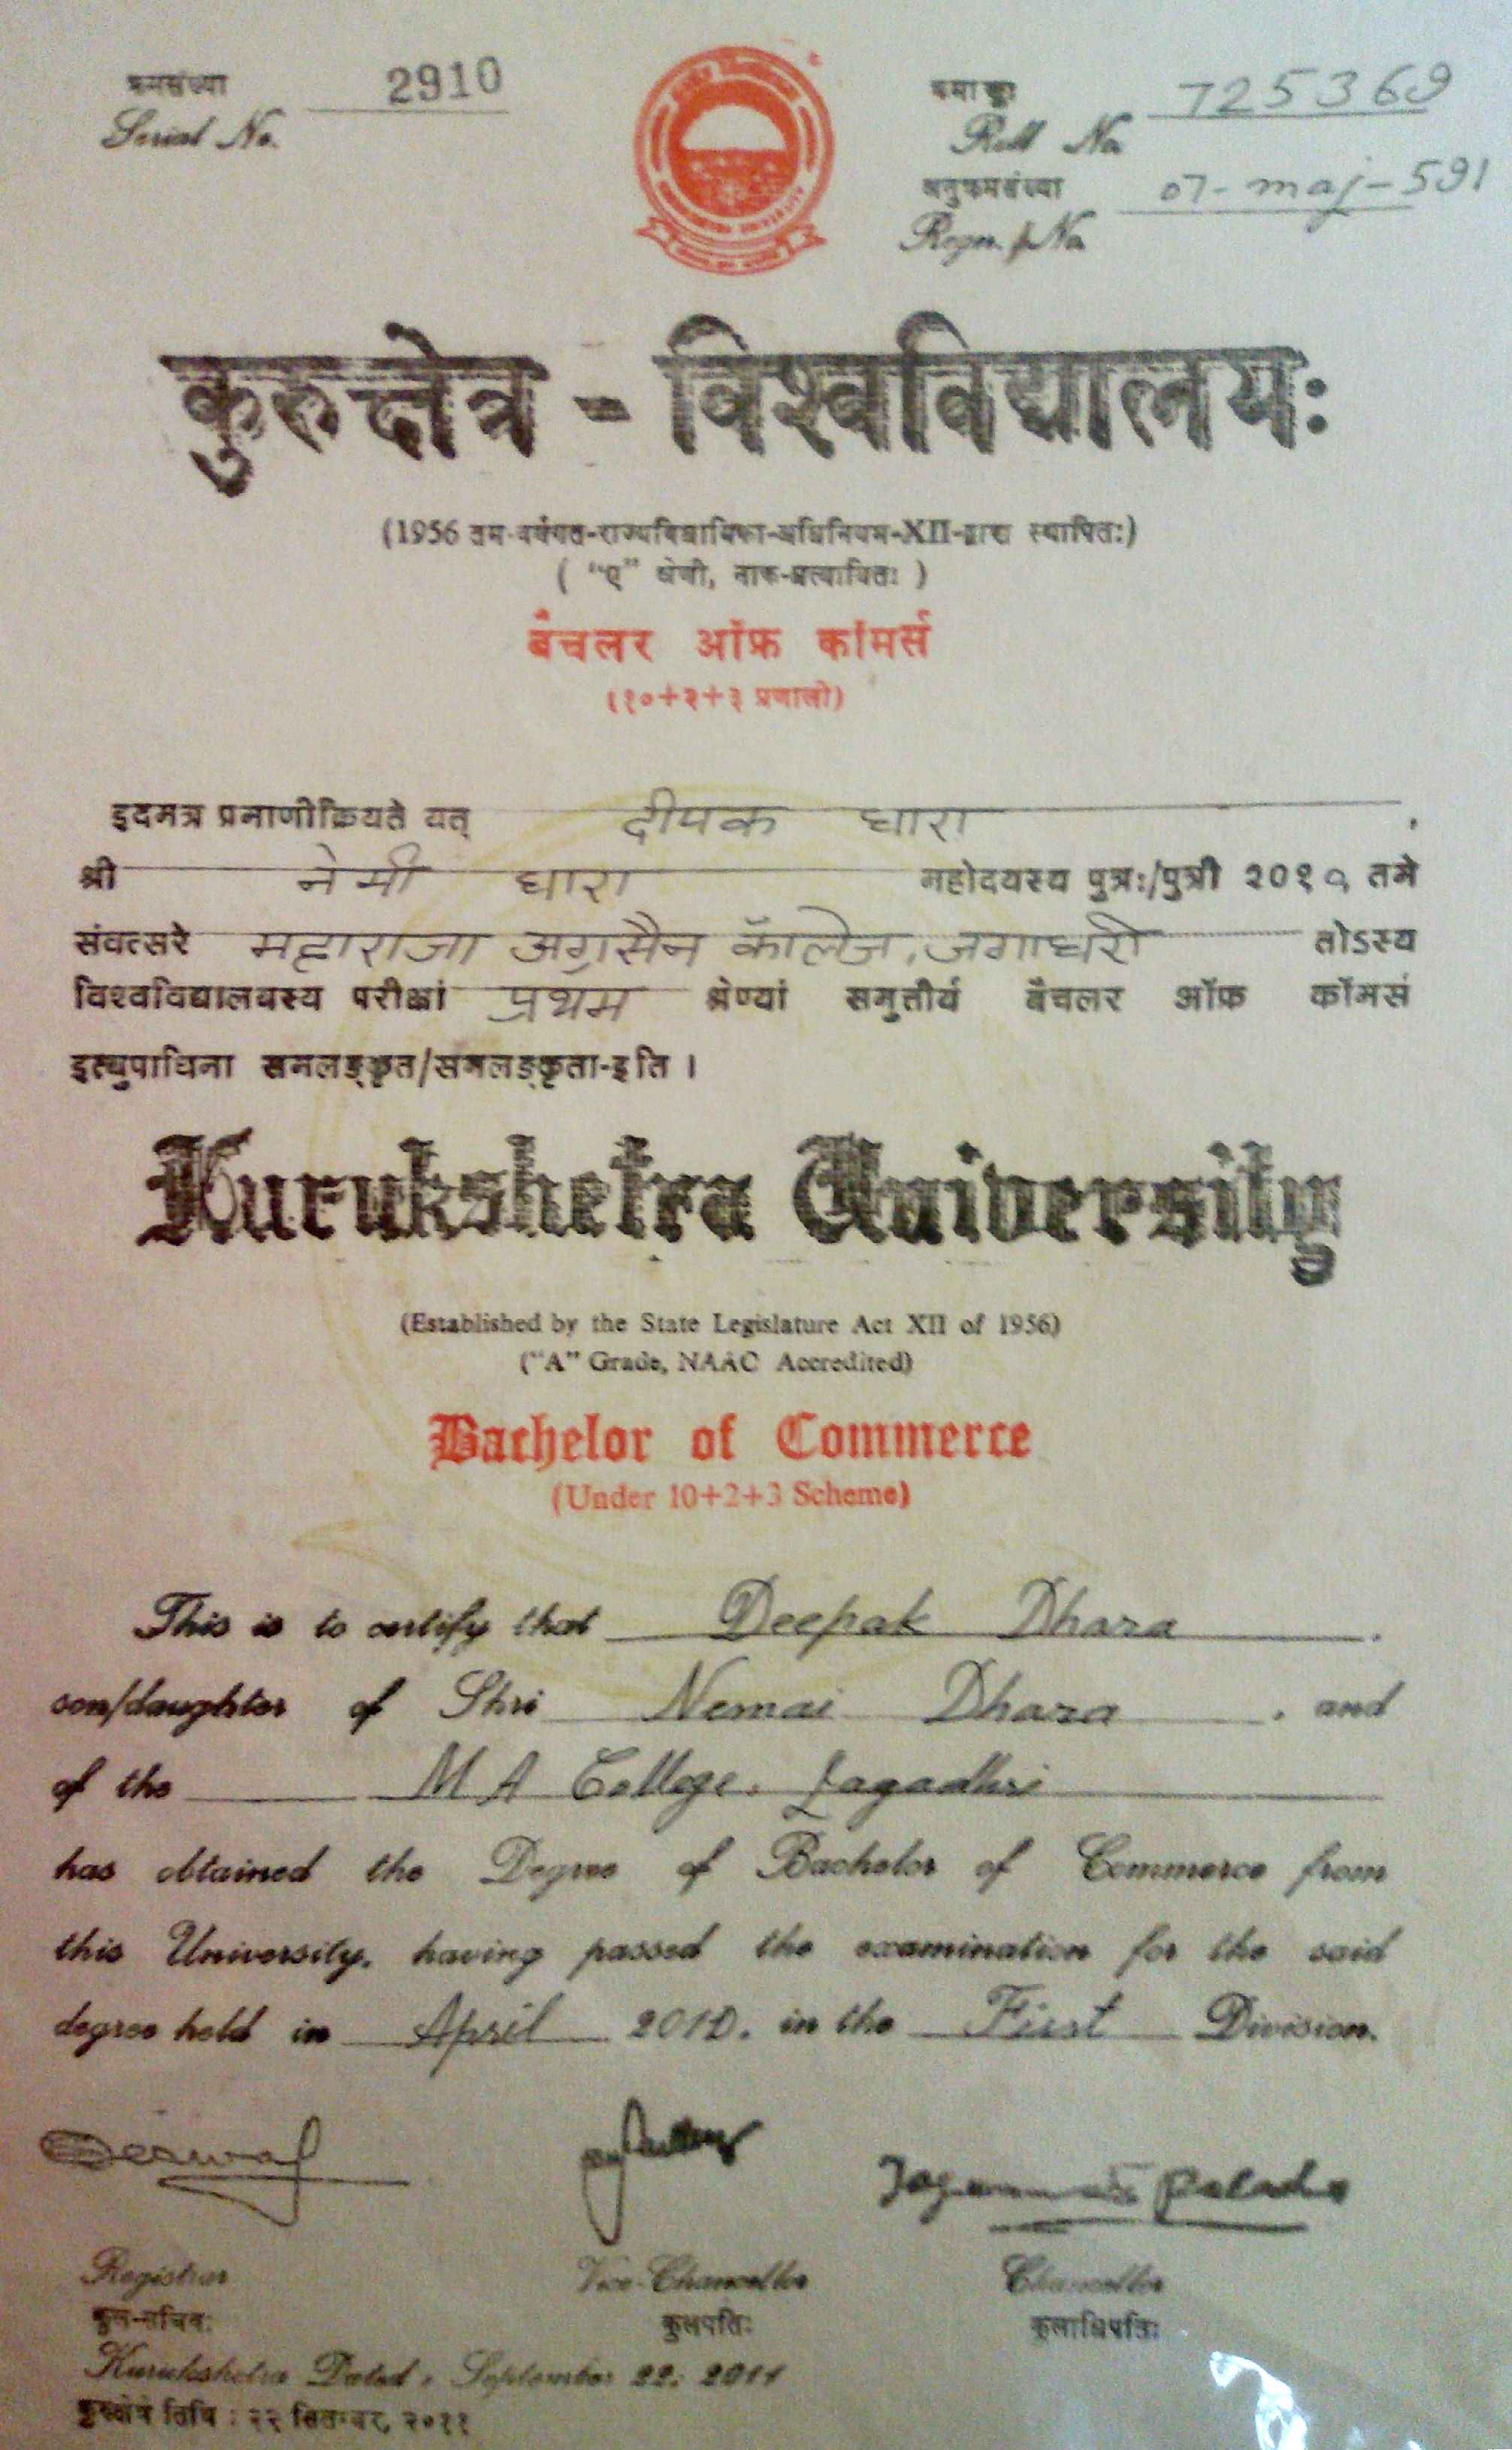 क्रमसंख्या 2910
Serial No.
क्रमाङ्कः 725369
Roll No.
अनुक्रमसंख्या 07-maj-591
Regn. No.
कुरुक्षेत्र - विश्वविद्यालयः
(1956 तम-वर्षगत-राज्यविधायिका-अधिनियम-XII-द्वारा स्थापितः)
( "ए" श्रेणी, नाक-प्रत्यायितः )
बैचलर ऑफ़ कॉमर्स
(१०+२+३ प्रणाली)
इदमत्र प्रमाणीक्रियते यत् दीपक धारा
श्री नेमी धारा महोदयस्य पुत्रः/पुत्री २०१० तमे
संवत्सरे महाराजा अग्रसैन कॅालेज, जगाधरी तोऽस्य
विश्वविद्यालयस्य परीक्षां प्रथम श्रेण्यां समुत्तीर्य बैचलर ऑफ़ कॉमर्स
इत्युपाधिना समलङ्कृत/समलङ्कृता-इति ।
Kurukshetra University
(Established by the State Legislature Act XII of 1956)
("A" Grade, NAAC Accredited)
Bachelor of Commerce
(Under 10+2+3 Scheme)
This is to certify that Deepak Dhara
son/daughter of Shri Nemai Dhara, and
of the M A College, Jagadhri
has obtained the Degree of Bachelor of Commerce from
this University, having passed the examination for the said
degree held in April 2010, in the First Division.
Registrar Vice-Chancellor Chancellor
कुल-सचिवः कुलपतिः कुलाधिपतिः
Kurukshetra Dated, September 22, 2011
कुरुक्षेत्रं तिथि : २२ सितम्बर, २०११